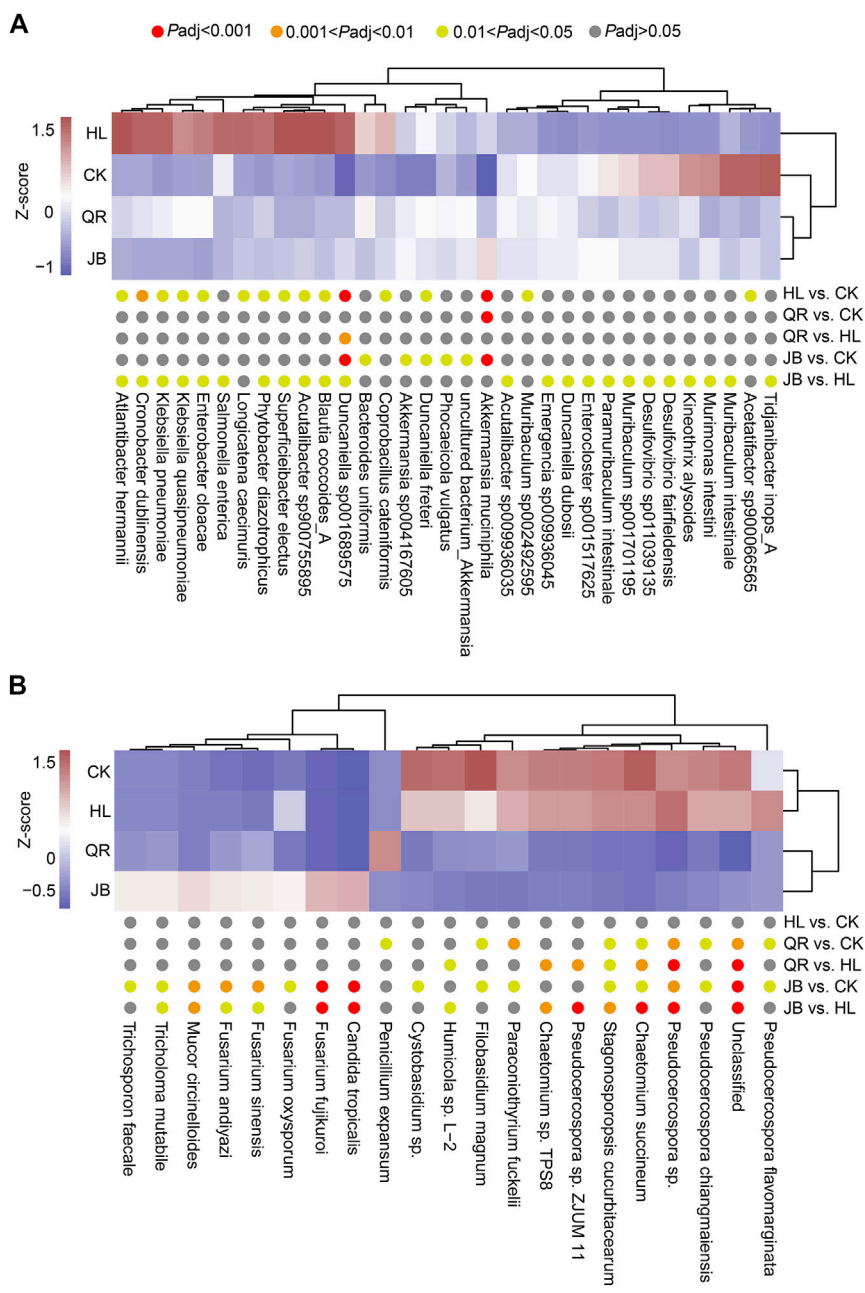 A
Padj<0.001
0.001<Padj<0.01
0.01<Padj<0.05
Padj>0.05
Z-score
1.5
0
−1
HL
CK
QR
JB
HL vs. CK
QR vs. CK
QR vs. HL
JB vs. CK
JB vs. HL
Atlantibacter hermannii
Cronobacter dublinensis
Klebsiella pneumoniae
Klebsiella quasipneumoniae
Enterobacter cloacae
Salmonella enterica
Longicatena caecimuris
Phytobacter diazotrophicus
Superficieibacter electus
Acutalibacter sp900755895
Blautia coccoides_A
Duncaniella sp001689575
Bacteroides uniformis
Coprobacillus cateniformis
Akkermansia sp004167605
Duncaniella freteri
Phocaeicola vulgatus
uncultured bacterium_Akkermansia
Akkermansia muciniphila
Acutalibacter sp009936035
Muribaculum sp002492595
Emergencia sp009936045
Duncaniella dubosii
Enterocloster sp001517625
Paramuribaculum intestinale
Muribaculum sp001701195
Desulfovibrio sp011039135
Desulfovibrio fairfieldensis
Kineothrix alysoides
Murimonas intestini
Muribaculum intestinale
Acetatifactor sp900066565
Tidjanibacter inops_A
B
Z-score
1.5
0
−0.5
CK
HL
QR
JB
HL vs. CK
QR vs. CK
QR vs. HL
JB vs. CK
JB vs. HL
Trichosporon faecale
Tricholoma mutabile
Mucor circinelloides
Fusarium andiyazi
Fusarium sinensis
Fusarium oxysporum
Fusarium fujikuroi
Candida tropicalis
Penicillium expansum
Cystobasidium sp.
Humicola sp. L−2
Filobasidium magnum
Paraconiothyrium fuckelii
Chaetomium sp. TPS8
Pseudocercospora sp. ZJUM 11
Stagonosporopsis cucurbitacearum
Chaetomium succineum
Pseudocercospora sp.
Pseudocercospora chiangmaiensis
Unclassified
Pseudocercospora flavomarginata